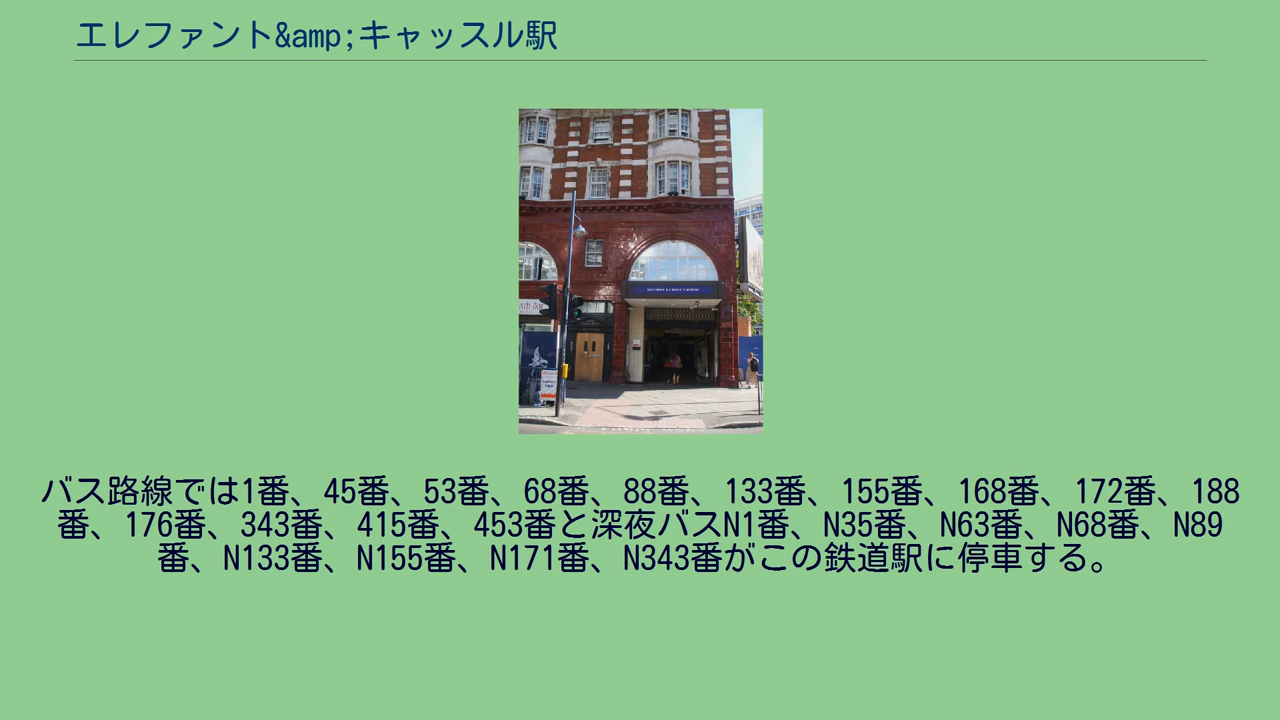 エレファント&amp;キャッスル駅
バス路線では1番、45番、53番、68番、88番、133番、155番、168番、172番、188
番、176番、343番、415番、453番と深夜バスN1番、N35番、N63番、N68番、N89
番、N133番、N155番、N171番、N343番がこの鉄道駅に停車する。